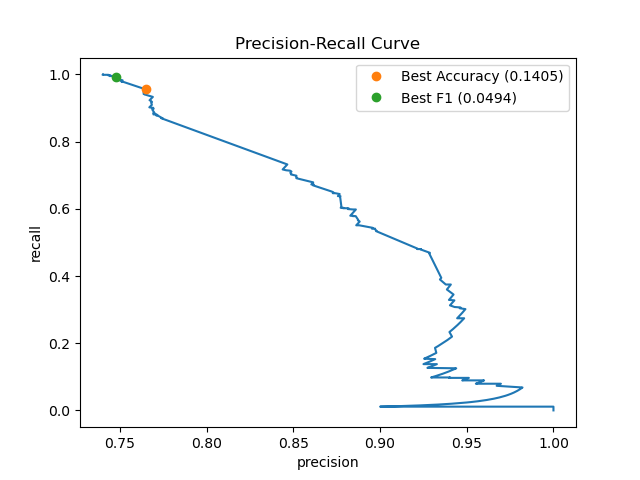 Precision-Recall Curve
Best Accuracy (0.1405)
Best F1 (0.0494)
1.0
0.8
0.6
0.4
0.2
0.0
recall
0.75 0.80 0.85 0.90 0.95 1.00
precision